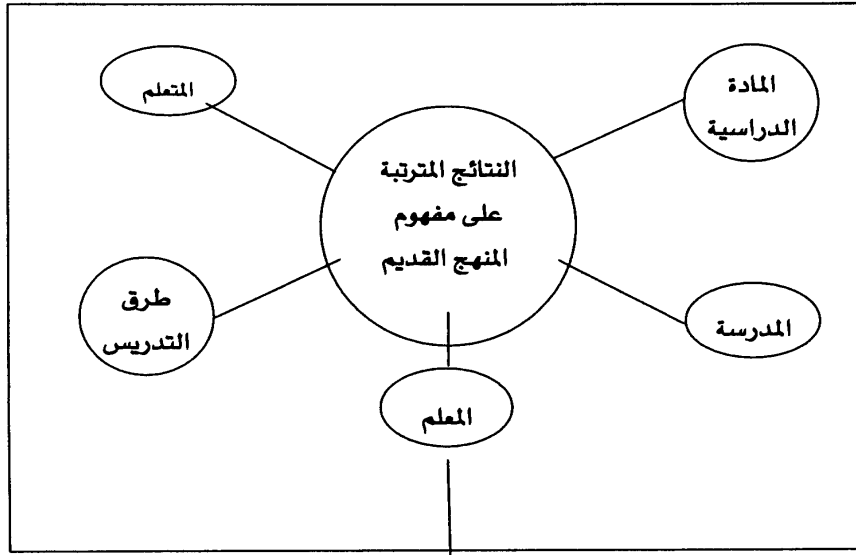 المادة
الدراسية
المتعلم
النتائج المترتبة
على مفهوم
المنهج القديم
طرق
التدريس
المدرسة
المعلم